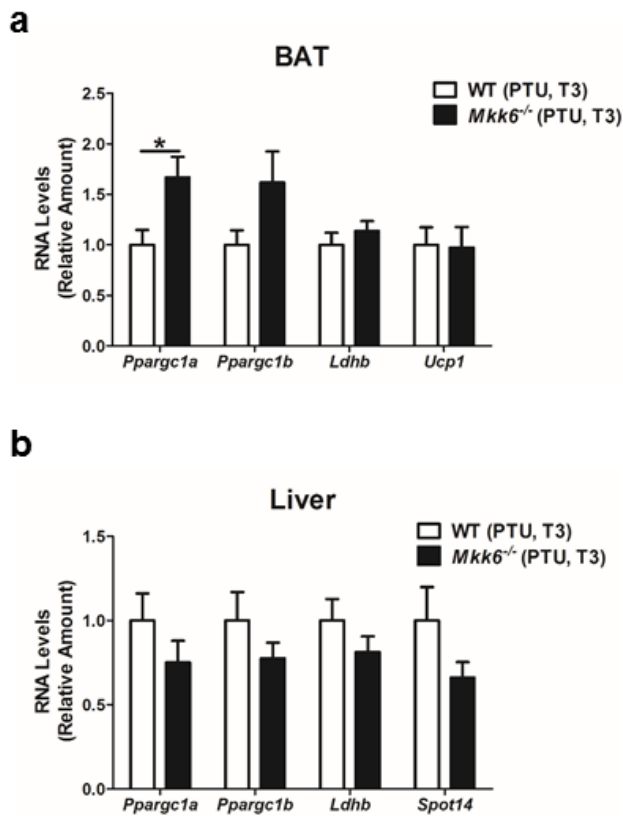 a
BAT
WT (PTU, T3)
Mkk6-/- (PTU, T3)
RNA Levels
(Relative Amount)
2.5
2.0
1.5
1.0
0.5
0.0
*
Ppargc1a Ppargc1b Ldhb Ucp1
b
Liver
WT (PTU, T3)
Mkk6-/- (PTU, T3)
RNA Levels
(Relative Amount)
1.5
1.0
0.5
0.0
Ppargc1a Ppargc1b Ldhb Spot14